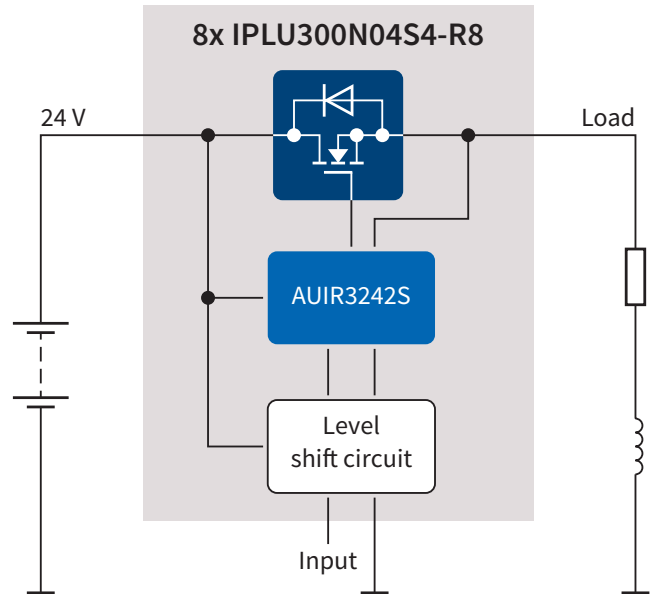 8x IPLU300N04S4-R8
24 V
Load
AUIR3242S
Level
shift circuit
Input